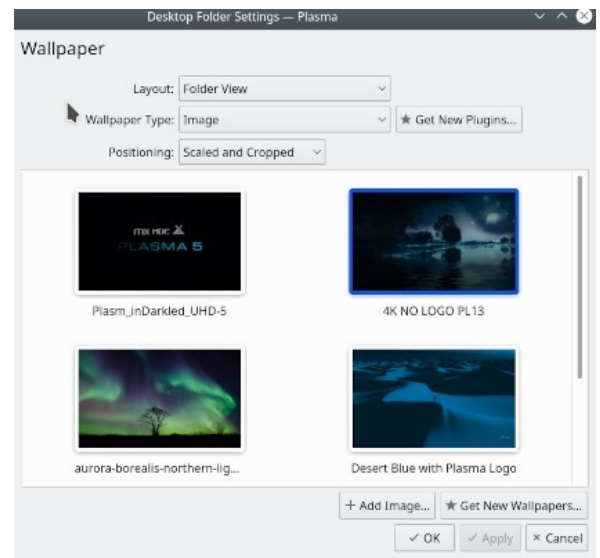 Desktop Folder Settings — Plasma
Wallpaper
Layout: Folder View
Wallpaper Type: Image ★ Get New Plugins...
Positioning: Scaled and Cropped
PLASMA 5
Plasm_inDarkled_UHD-5 4K NO LOGO PL13
aurora-borealis-northern-lig... Desert Blue with Plasma Logo
+ Add Image... ★ Get New Wallpapers...
✓ OK ✓ Apply × Cancel